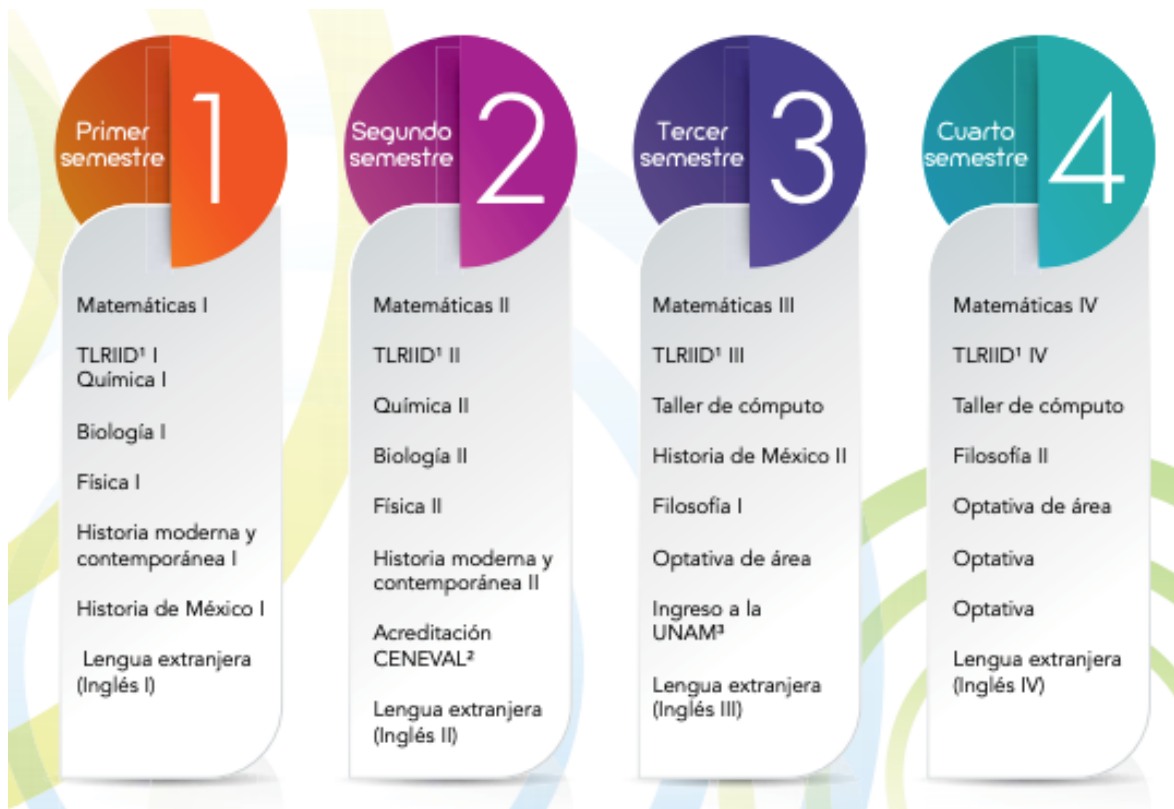 Primer
semestre
1
Matemáticas I
TLRIID¹ I
Química I
Biología I
Física I
Historia moderna y
contemporánea I
Historia de México I
Lengua extranjera
(Inglés I)
Segundo
semestre
2
Matemáticas II
TLRIID¹ II
Química II
Biología II
Física II
Historia moderna y
contemporánea II
Acreditación
CENEVAL²
Lengua extranjera
(Inglés II)
Tercer
semestre
3
Matemáticas III
TLRIID¹ III
Taller de cómputo
Historia de México II
Filosofía I
Optativa de área
Ingreso a la
UNAM³
Lengua extranjera
(Inglés III)
Cuarto
semestre
4
Matemáticas IV
TLRIID¹ IV
Taller de cómputo
Filosofía II
Optativa de área
Optativa
Optativa
Lengua extranjera
(Inglés IV)